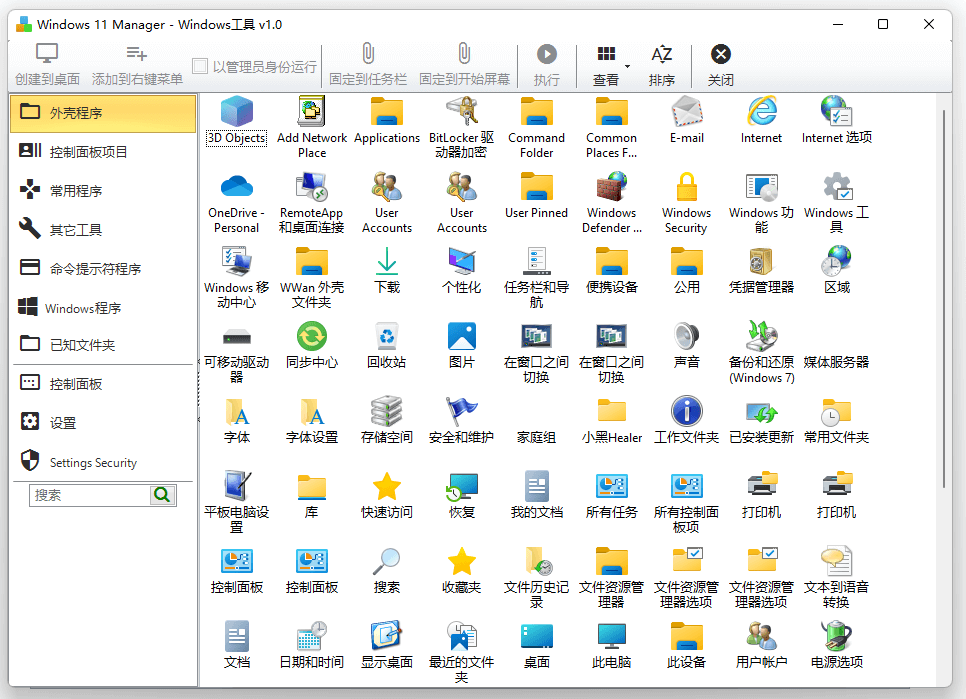 Windows 11 Manager - Windows工具 v1.0
创建到桌面
添加到右键菜单
以管理员身份运行
固定到任务栏
固定到开始屏幕
执行
查看
排序
关闭
外壳程序
控制面板项目
常用程序
其它工具
命令提示符程序
Windows程序
已知文件夹
控制面板
设置
Settings Security
搜索
3D Objects
Add Network
Place
Applications
BitLocker 驱
动器加密
Command
Folder
Common
Places F...
E-mail
Internet
Internet 选项
OneDrive -
Personal
RemoteApp
和桌面连接
User
Accounts
User
Accounts
User Pinned
Windows
Defender ...
Windows
Security
Windows 功
能
Windows 工
具
Windows 移
动中心
WWan 外壳
文件夹
下载
个性化
任务栏和导
航
便携设备
公用
凭据管理器
区域
可移动驱动
器
同步中心
回收站
图片
在窗口之间
切换
在窗口之间
切换
声音
备份和还原
(Windows 7)
媒体服务器
字体
字体设置
存储空间
安全和维护
家庭组
小黑Healer
工作文件夹
已安装更新
常用文件夹
平板电脑设
置
库
快速访问
恢复
我的文档
所有任务
所有控制面
板项
打印机
打印机
控制面板
控制面板
搜索
收藏夹
文件历史记
录
文件资源管
理器
文件资源管
理器选项
文件资源管
理器选项
文本到语音
转换
文档
日期和时间
显示桌面
最近的文件
夹
桌面
此电脑
此设备
用户帐户
电源选项